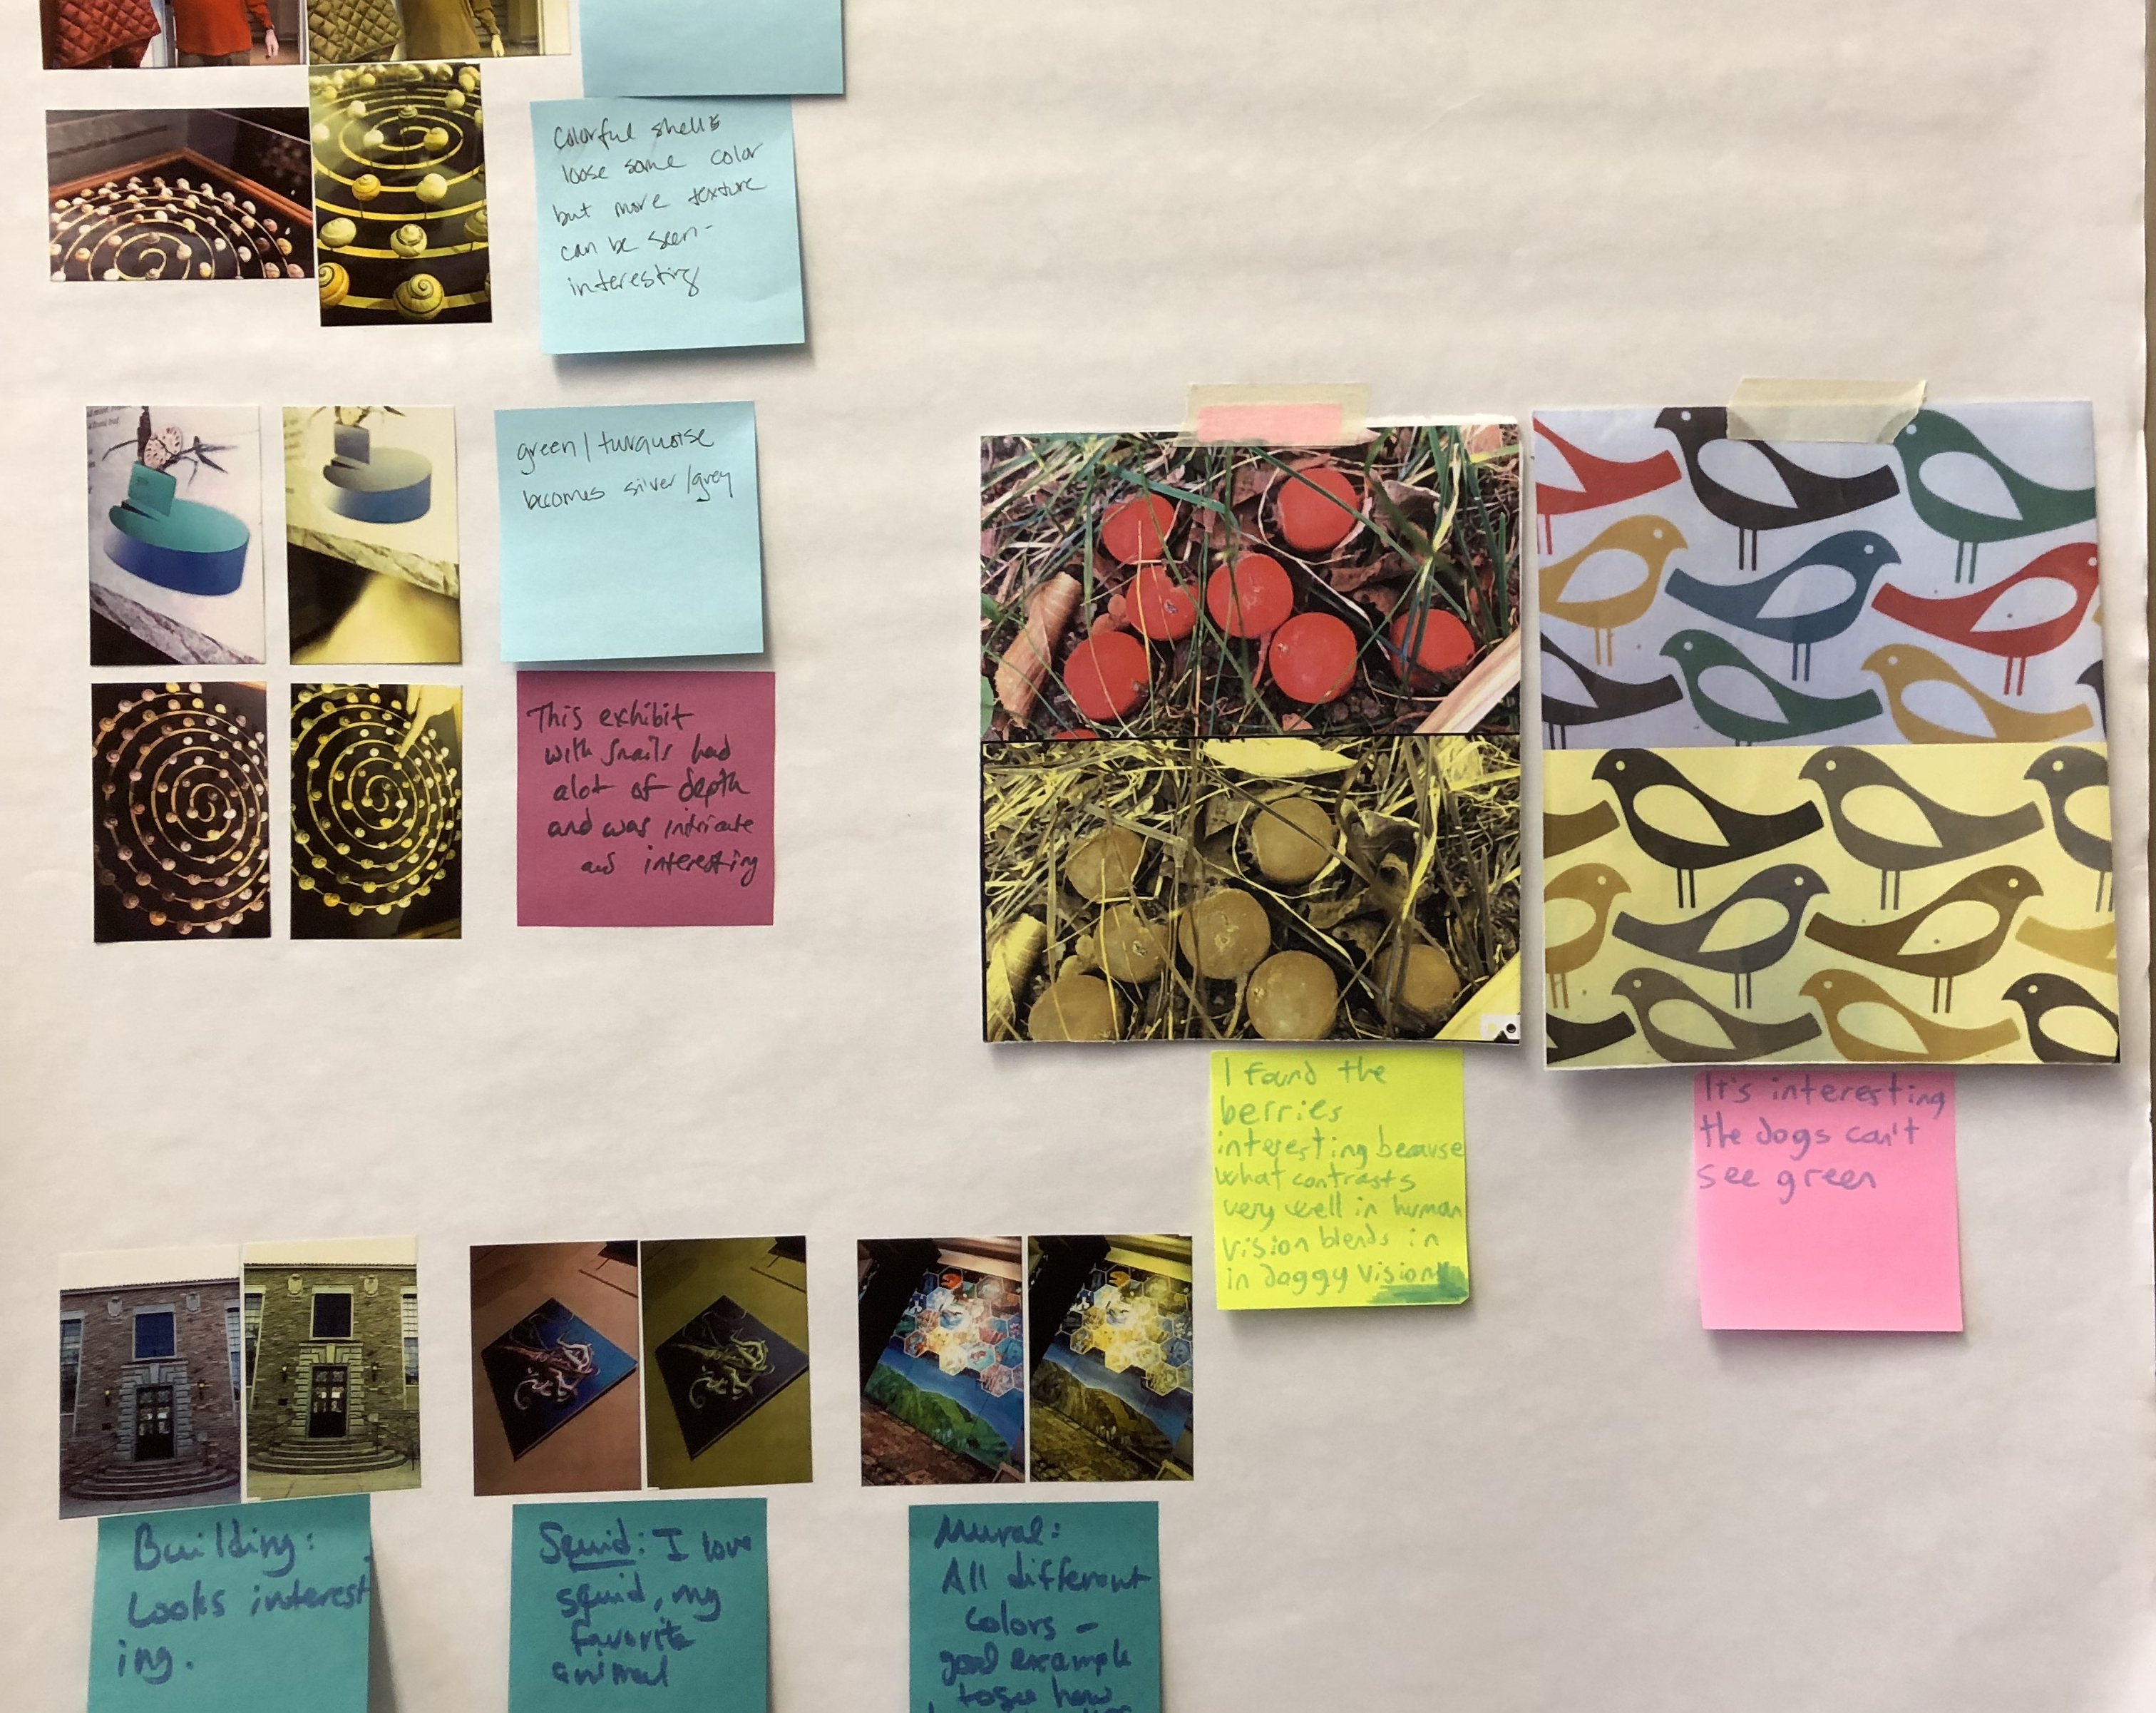 Colorful shells
loose some color
but more texture
can be seen-
interesting
green/turquoise
becomes silver/grey
This exhibit
with snails had
alot of depth
and was intricate
and interesting
I found the
berries
interesting because
what contrasts
very well in human
vision blends in
in doggy vision
It's interesting
the dogs can't
see green
Building:
Looks interest
ing.
Squid: I love
squid, my
favorite
animal
Mural:
All different
colors -
good example
to see how